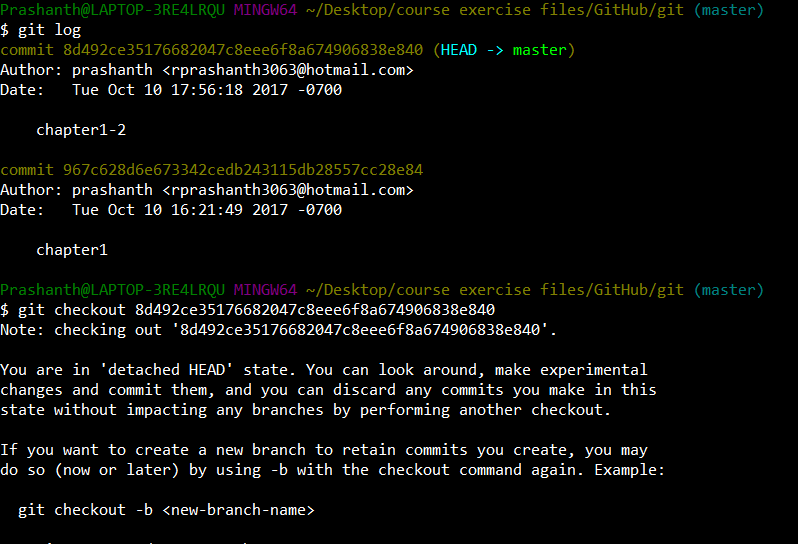 Prashanth@LAPTOP-3RE4LRQU MINGW64 ~/Desktop/course exercise files/GitHub/git (master)
$ git log
commit 8d492ce35176682047c8eee6f8a674906838e840 (HEAD -> master)
Author: prashanth <rprashanth3063@hotmail.com>
Date:   Tue Oct 10 17:56:18 2017 -0700
    chapter1-2
commit 967c628d6e673342cedb243115db28557cc28e84
Author: prashanth <rprashanth3063@hotmail.com>
Date:   Tue Oct 10 16:21:49 2017 -0700
    chapter1
Prashanth@LAPTOP-3RE4LRQU MINGW64 ~/Desktop/course exercise files/GitHub/git (master)
$ git checkout 8d492ce35176682047c8eee6f8a674906838e840
Note: checking out '8d492ce35176682047c8eee6f8a674906838e840'.
You are in 'detached HEAD' state. You can look around, make experimental
changes and commit them, and you can discard any commits you make in this
state without impacting any branches by performing another checkout.
If you want to create a new branch to retain commits you create, you may
do so (now or later) by using -b with the checkout command again. Example:
  git checkout -b <new-branch-name>